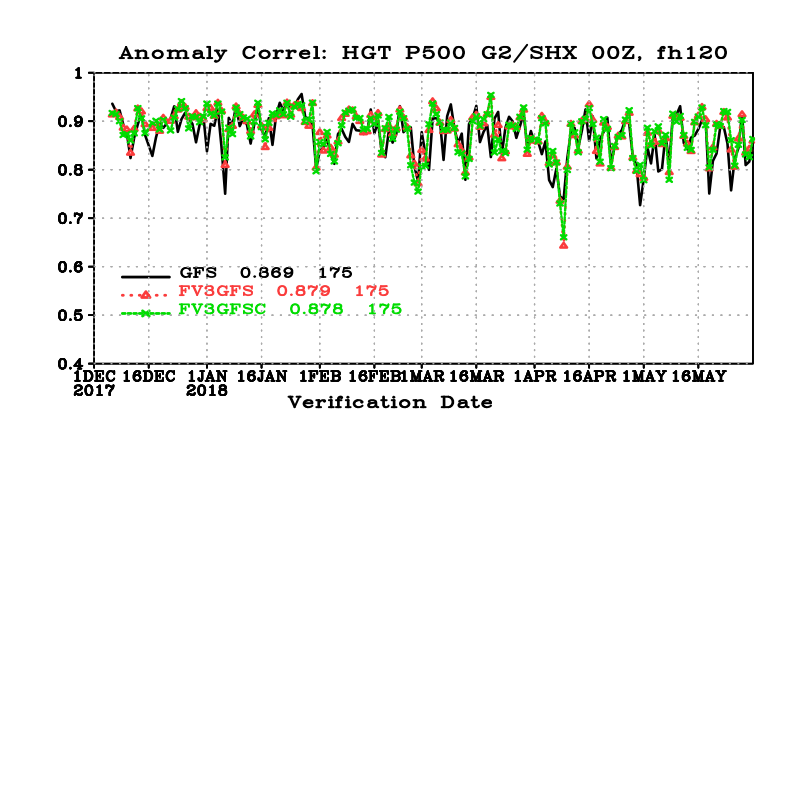 Anomaly Correl: HGT P500 G2/SHX 00Z, fh120
1
0.9
0.8
0.7
0.6
0.5
0.4
GFS 0.869 175
FV3GFS 0.879 175
FV3GFSC 0.878 175
1DEC 16DEC 1JAN 16JAN 1FEB 16FEB 1MAR 16MAR 1APR 16APR 1MAY 16MAY
2017 2018
Verification Date